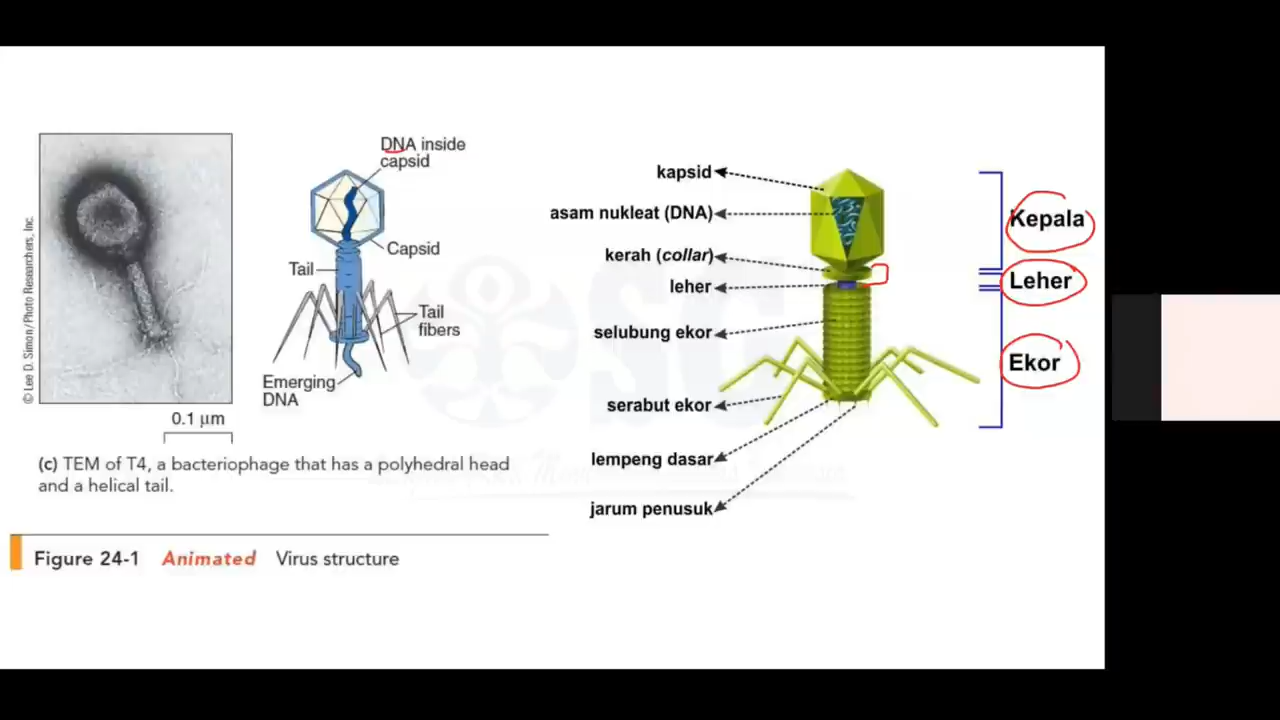 © Lee D. Simon/Photo Researchers, Inc.
0.1 μm
DNA inside
capsid
Capsid
Tail
Tail
fibers
Emerging
DNA
(c) TEM of T4, a bacteriophage that has a polyhedral head
and a helical tail.
Figure 24-1 Animated Virus structure
kapsid
asam nukleat (DNA)
kerah (collar)
leher
selubung ekor
serabut ekor
lempeng dasar
jarum penusuk
Kepala
Leher
Ekor
SC